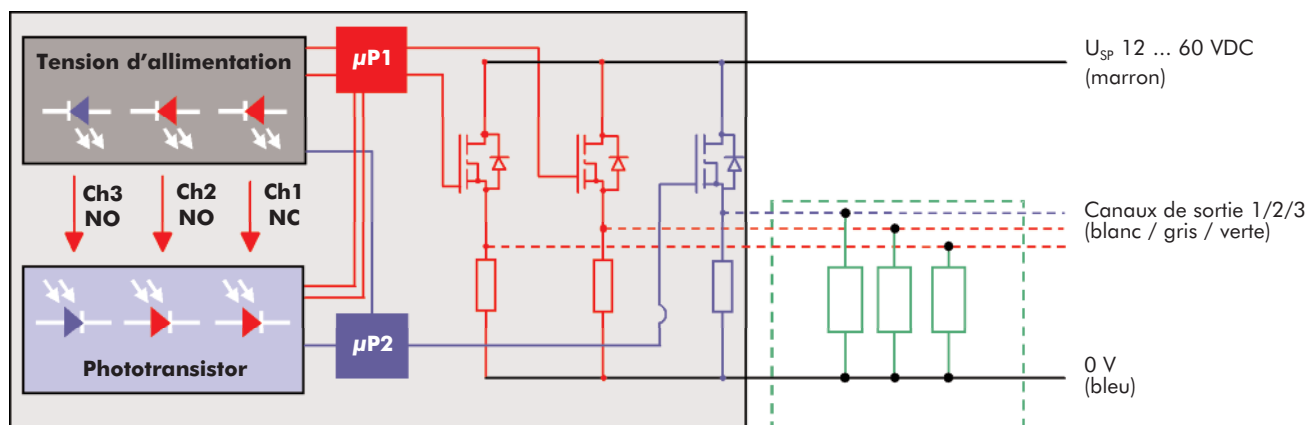 Tension d'allimentation
µP1
U_SP 12 ... 60 VDC
(marron)
Ch3
NO
Ch2
NO
Ch1
NC
Canaux de sortie 1/2/3
(blanc / gris / verte)
µP2
Phototransistor
0 V
(bleu)